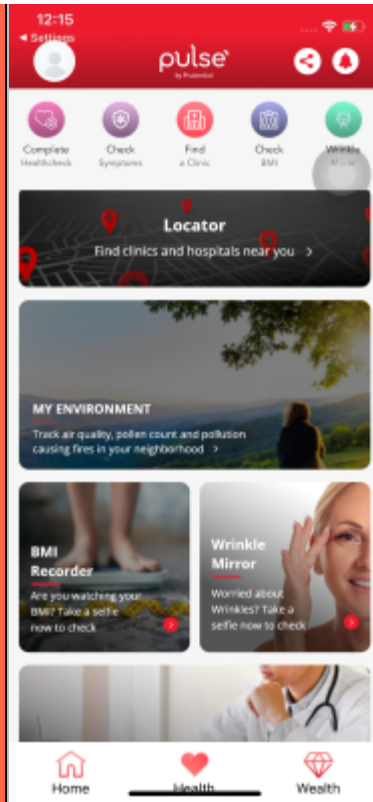 12:15
Settings
pulse
by Prudential
Complete
Healthcheck
Check
Symptoms
Find
a Clinic
Check
BMI
Wrinkle
Mirror
Locator
Find clinics and hospitals near you >
MY ENVIRONMENT
Track air quality, pollen count and pollution
causing fires in your neighborhood >
BMI
Recorder
Are you watching your
BMI? Take a selfie
now to check
Wrinkle
Mirror
Worried about
Wrinkles? Take a
selfie now to check
Home
Health
Wealth